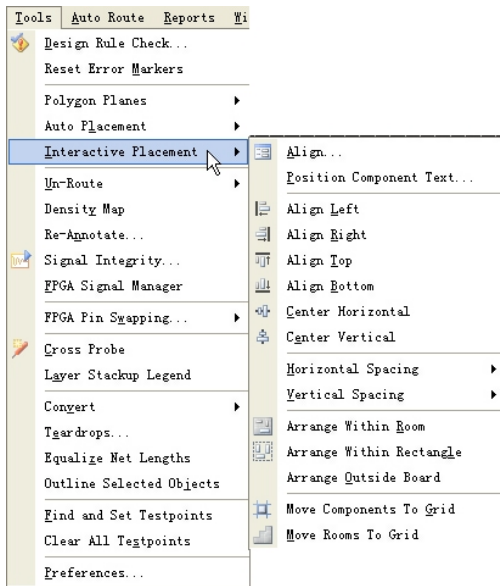 Tools Auto Route Reports Wi
Design Rule Check...
Reset Error Markers
Polygon Planes
Auto Placement
Interactive Placement
Un-Route
Density Map
Re-Annotate...
Signal Integrity...
FPGA Signal Manager
FPGA Pin Swapping...
Cross Probe
Layer Stackup Legend
Convert
Teardrops...
Equalize Net Lengths
Outline Selected Objects
Find and Set Testpoints
Clear All Testpoints
Preferences...
Align...
Position Component Text...
Align Left
Align Right
Align Top
Align Bottom
Center Horizontal
Center Vertical
Horizontal Spacing
Vertical Spacing
Arrange Within Room
Arrange Within Rectangle
Arrange Outside Board
Move Components To Grid
Move Rooms To Grid